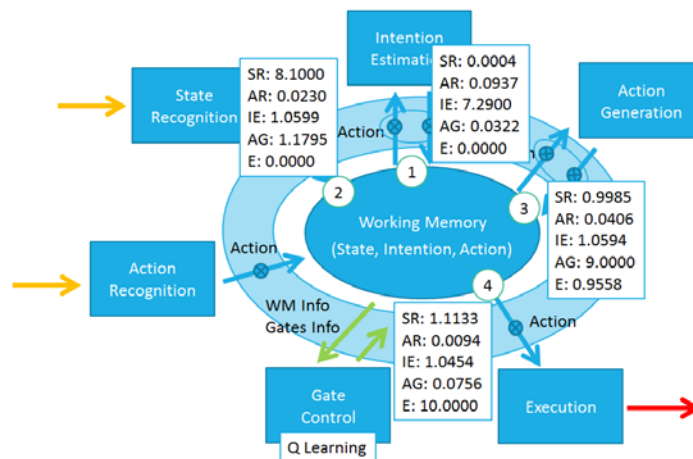 Intention
Estimation
SR: 0.0004
AR: 0.0937
IE: 7.2900
AG: 0.0322
E: 0.0000
Action
Generation
State
Recognition
SR: 8.1000
AR: 0.0230
IE: 1.0599
AG: 1.1795
E: 0.0000
Action
1
2
3
Working Memory
(State, Intention, Action)
SR: 0.9985
AR: 0.0406
IE: 1.0594
AG: 9.0000
E: 0.9558
Action
Recognition
Action
4
WM Info
Gates Info
SR: 1.1133
AR: 0.0094
IE: 1.0454
AG: 0.0756
E: 10.0000
Action
Gate
Control
Q Learning
Execution